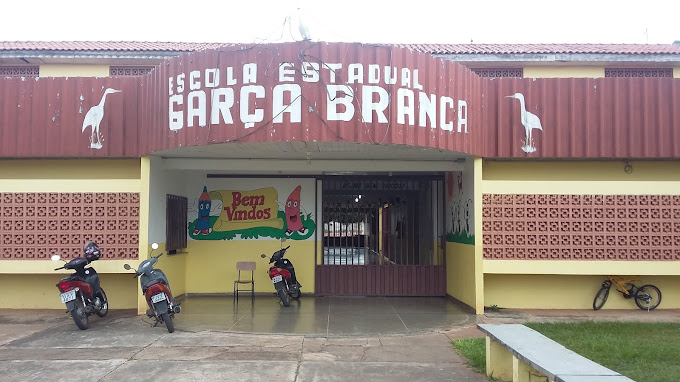 ESCOLA ESTADUAL
GARÇA BRANCA
Bem
Vindos